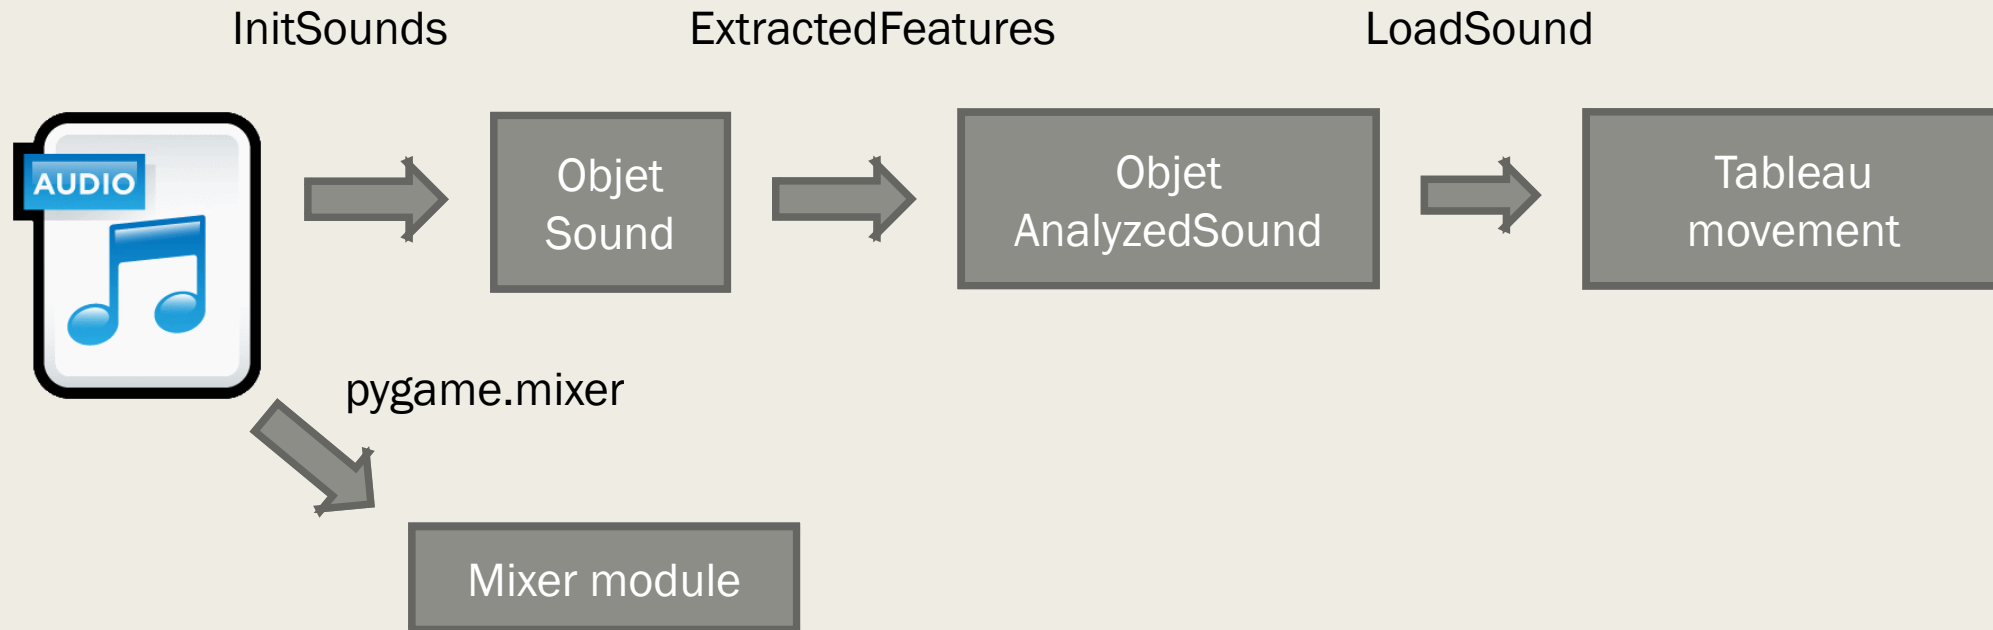 InitSounds
ExtractedFeatures
LoadSound
AUDIO
Objet
Sound
Objet
AnalyzedSound
Tableau
movement
pygame.mixer
Mixer module